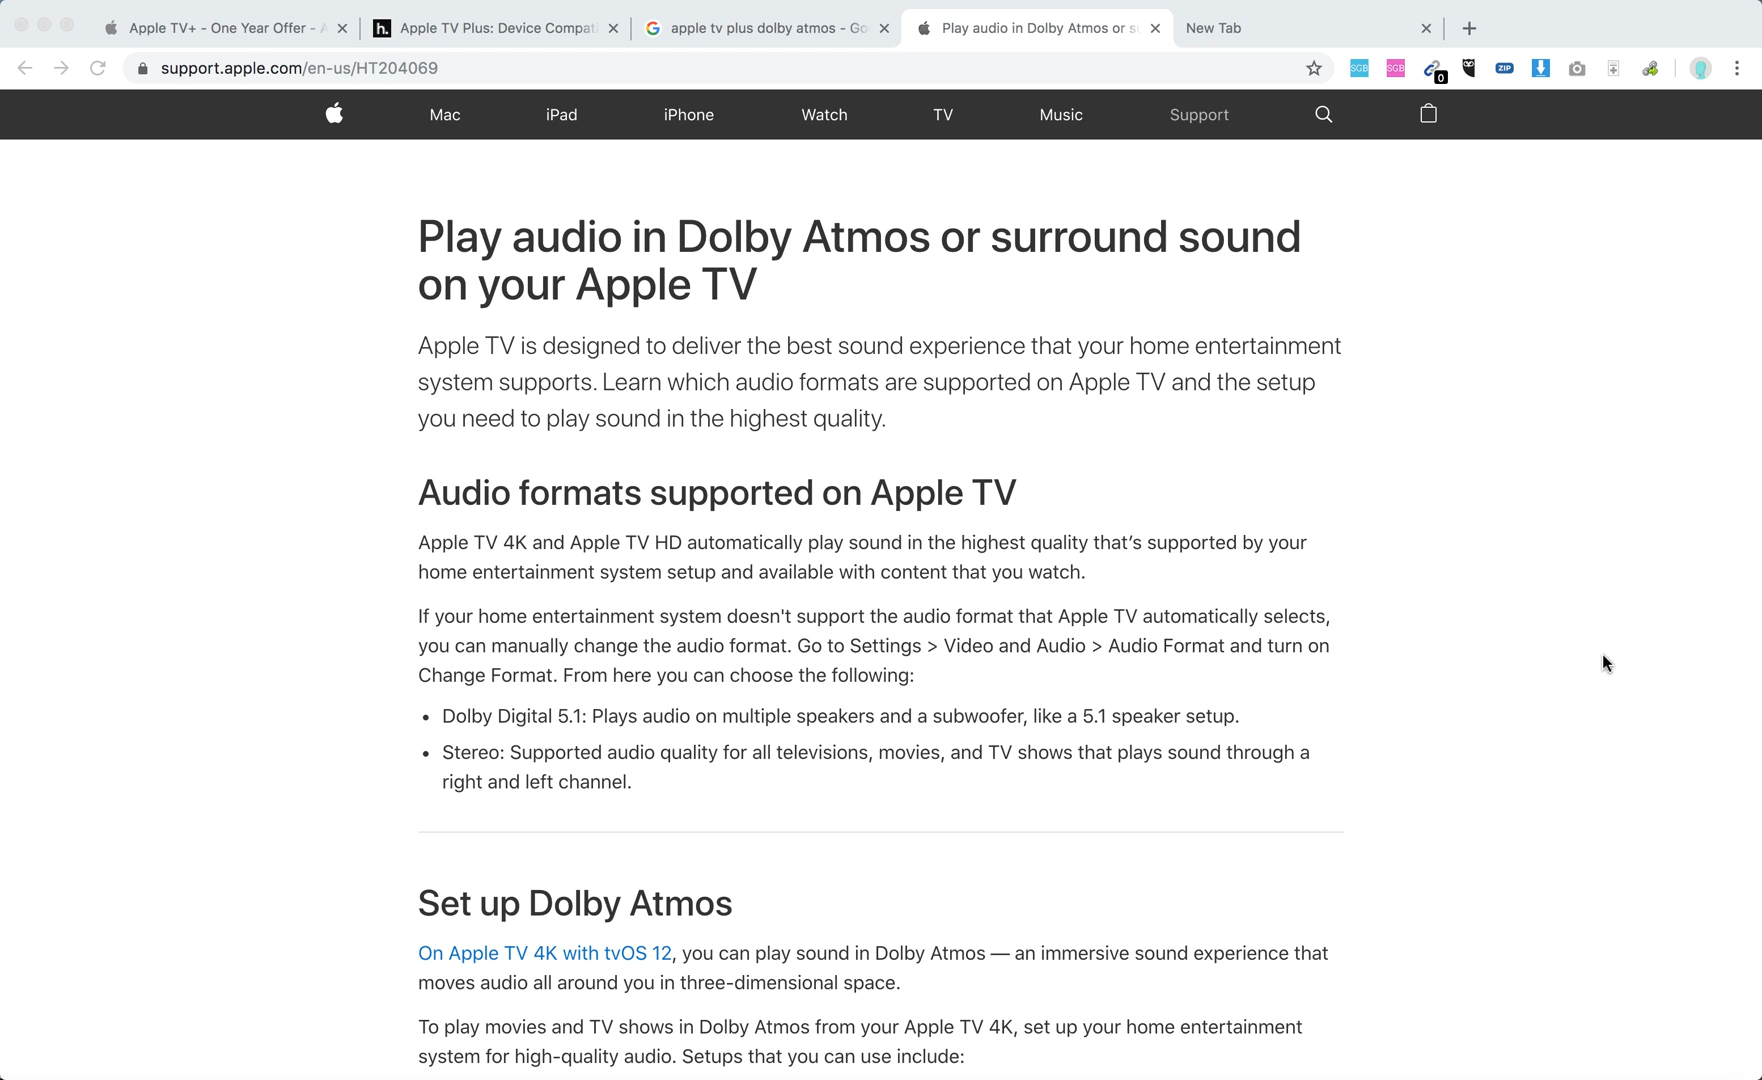 Apple TV+ - One Year Offer - A
Apple TV Plus: Device Compati
apple tv plus dolby atmos - Go
Play audio in Dolby Atmos or su
New Tab
support.apple.com/en-us/HT204069
SGB
SGB
0
ZIP
Mac
iPad
iPhone
Watch
TV
Music
Support
Play audio in Dolby Atmos or surround sound
on your Apple TV
Apple TV is designed to deliver the best sound experience that your home entertainment
system supports. Learn which audio formats are supported on Apple TV and the setup
you need to play sound in the highest quality.
Audio formats supported on Apple TV
Apple TV 4K and Apple TV HD automatically play sound in the highest quality that’s supported by your
home entertainment system setup and available with content that you watch.
If your home entertainment system doesn't support the audio format that Apple TV automatically selects,
you can manually change the audio format. Go to Settings > Video and Audio > Audio Format and turn on
Change Format. From here you can choose the following:
• Dolby Digital 5.1: Plays audio on multiple speakers and a subwoofer, like a 5.1 speaker setup.
• Stereo: Supported audio quality for all televisions, movies, and TV shows that plays sound through a
right and left channel.
Set up Dolby Atmos
On Apple TV 4K with tvOS 12, you can play sound in Dolby Atmos — an immersive sound experience that
moves audio all around you in three-dimensional space.
To play movies and TV shows in Dolby Atmos from your Apple TV 4K, set up your home entertainment
system for high-quality audio. Setups that you can use include: